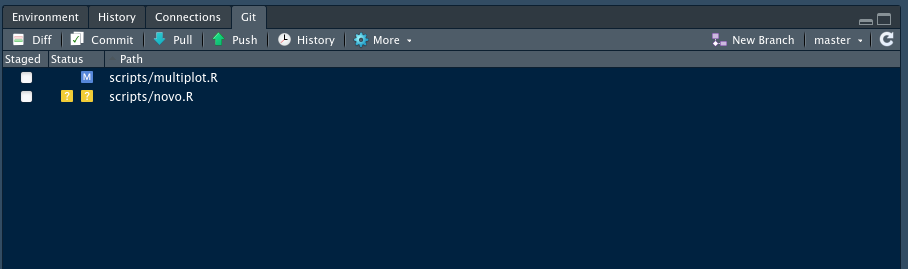 Environment History Connections Git
Diff Commit Pull Push History More New Branch master
Staged Status Path
M scripts/multiplot.R
? ? scripts/novo.R